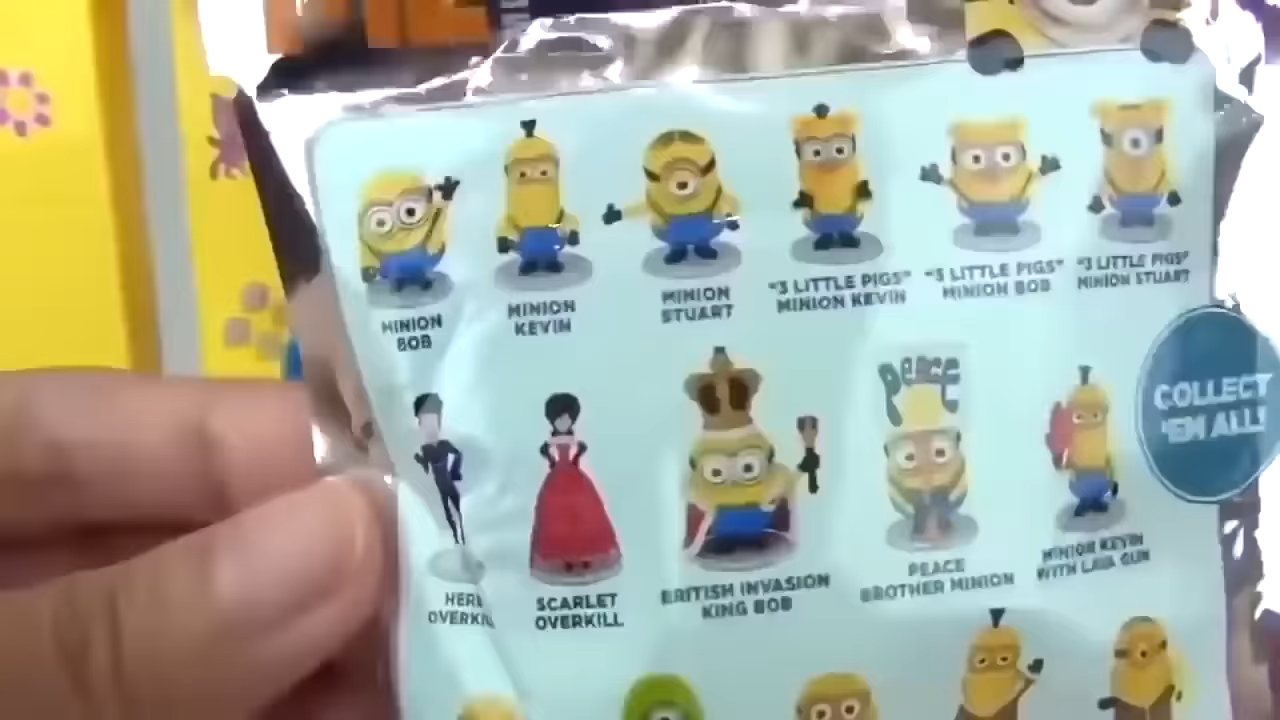 MINION
BOB
MINION
KEVIN
MINION
STUART
"3 LITTLE PIGS"
MINION KEVIN
"3 LITTLE PIGS"
MINION BOB
"3 LITTLE PIGS"
MINION STUART
COLLECT
'EM ALL!
HERB
OVERKILL
SCARLET
OVERKILL
BRITISH INVASION
KING BOB
Peace
PEACE
BROTHER MINION
MINION KEVIN
WITH LAVA GUN